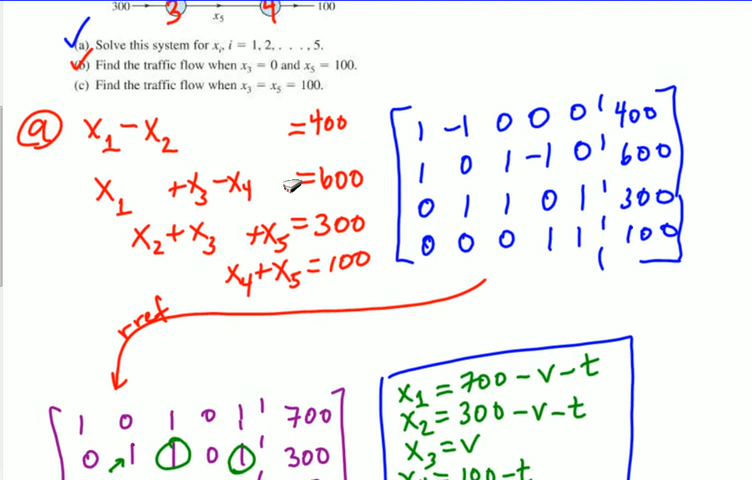 300 3 x₅ 4 100
(a) Solve this system for xᵢ, i = 1, 2, . . . , 5.
(b) Find the traffic flow when x₃ = 0 and x₅ = 100.
(c) Find the traffic flow when x₃ = x₅ = 100.
(a) x₁ - x₂ = 400
x₁ + x₃ - x₄ = 600
x₂ + x₃ + x₅ = 300
x₄ + x₅ = 100
1 -1 0 0 0 | 400
1 0 1 -1 0 | 600
0 1 1 0 1 | 300
0 0 0 1 1 | 100
rref
1 0 1 0 1 | 700
0 1 1 0 1 | 300
x₁ = 700 - v - t
x₂ = 300 - v - t
x₃ = v
x₄ = 100 - t